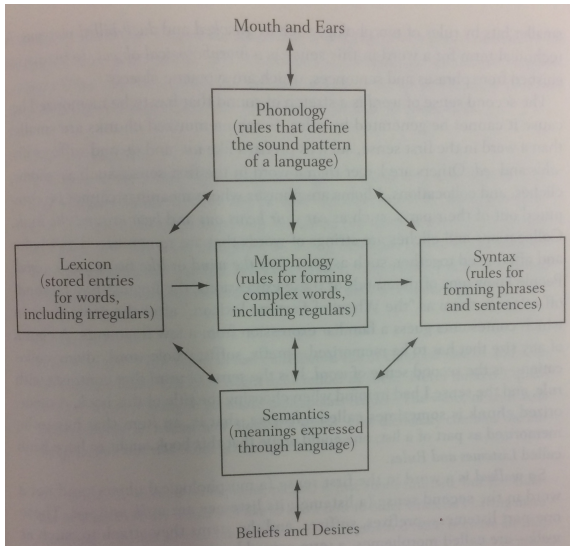 Mouth and Ears
Phonology
(rules that define
the sound pattern
of a language)
Lexicon
(stored entries
for words,
including irregulars)
Morphology
(rules for forming
complex words,
including regulars)
Syntax
(rules for
forming phrases
and sentences)
Semantics
(meanings expressed
through language)
Beliefs and Desires